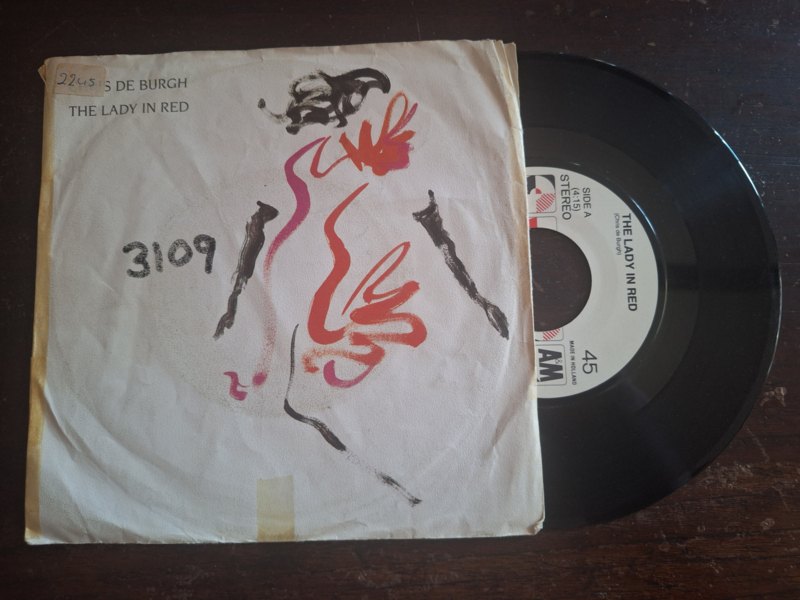 2245
S DE BURGH
THE LADY IN RED
3109
SIDE A
(4:15)
STEREO
THE LADY IN RED
(Chris de Burgh)
45
MADE IN HOLLAND
A&M